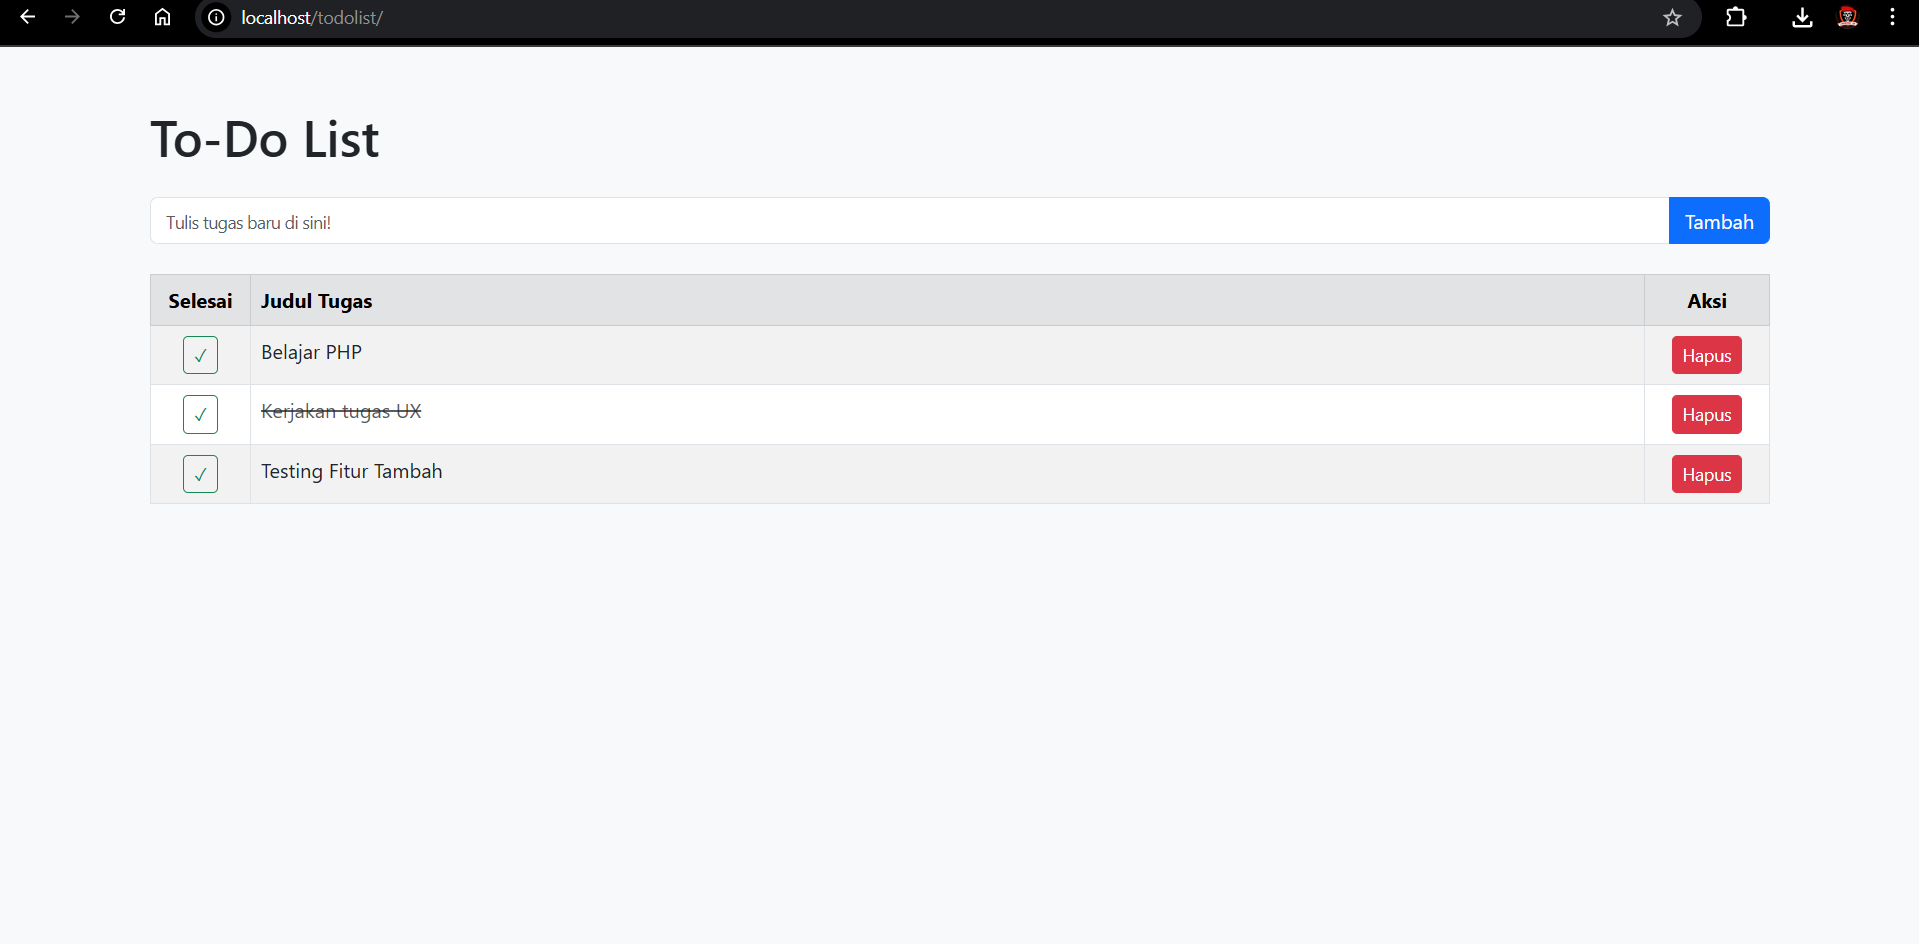 localhost/todolist/
To-Do List
Tulis tugas baru di sini!
Tambah
Selesai Judul Tugas Aksi
✓ Belajar PHP Hapus
✓ Kerjakan tugas UX Hapus
✓ Testing Fitur Tambah Hapus